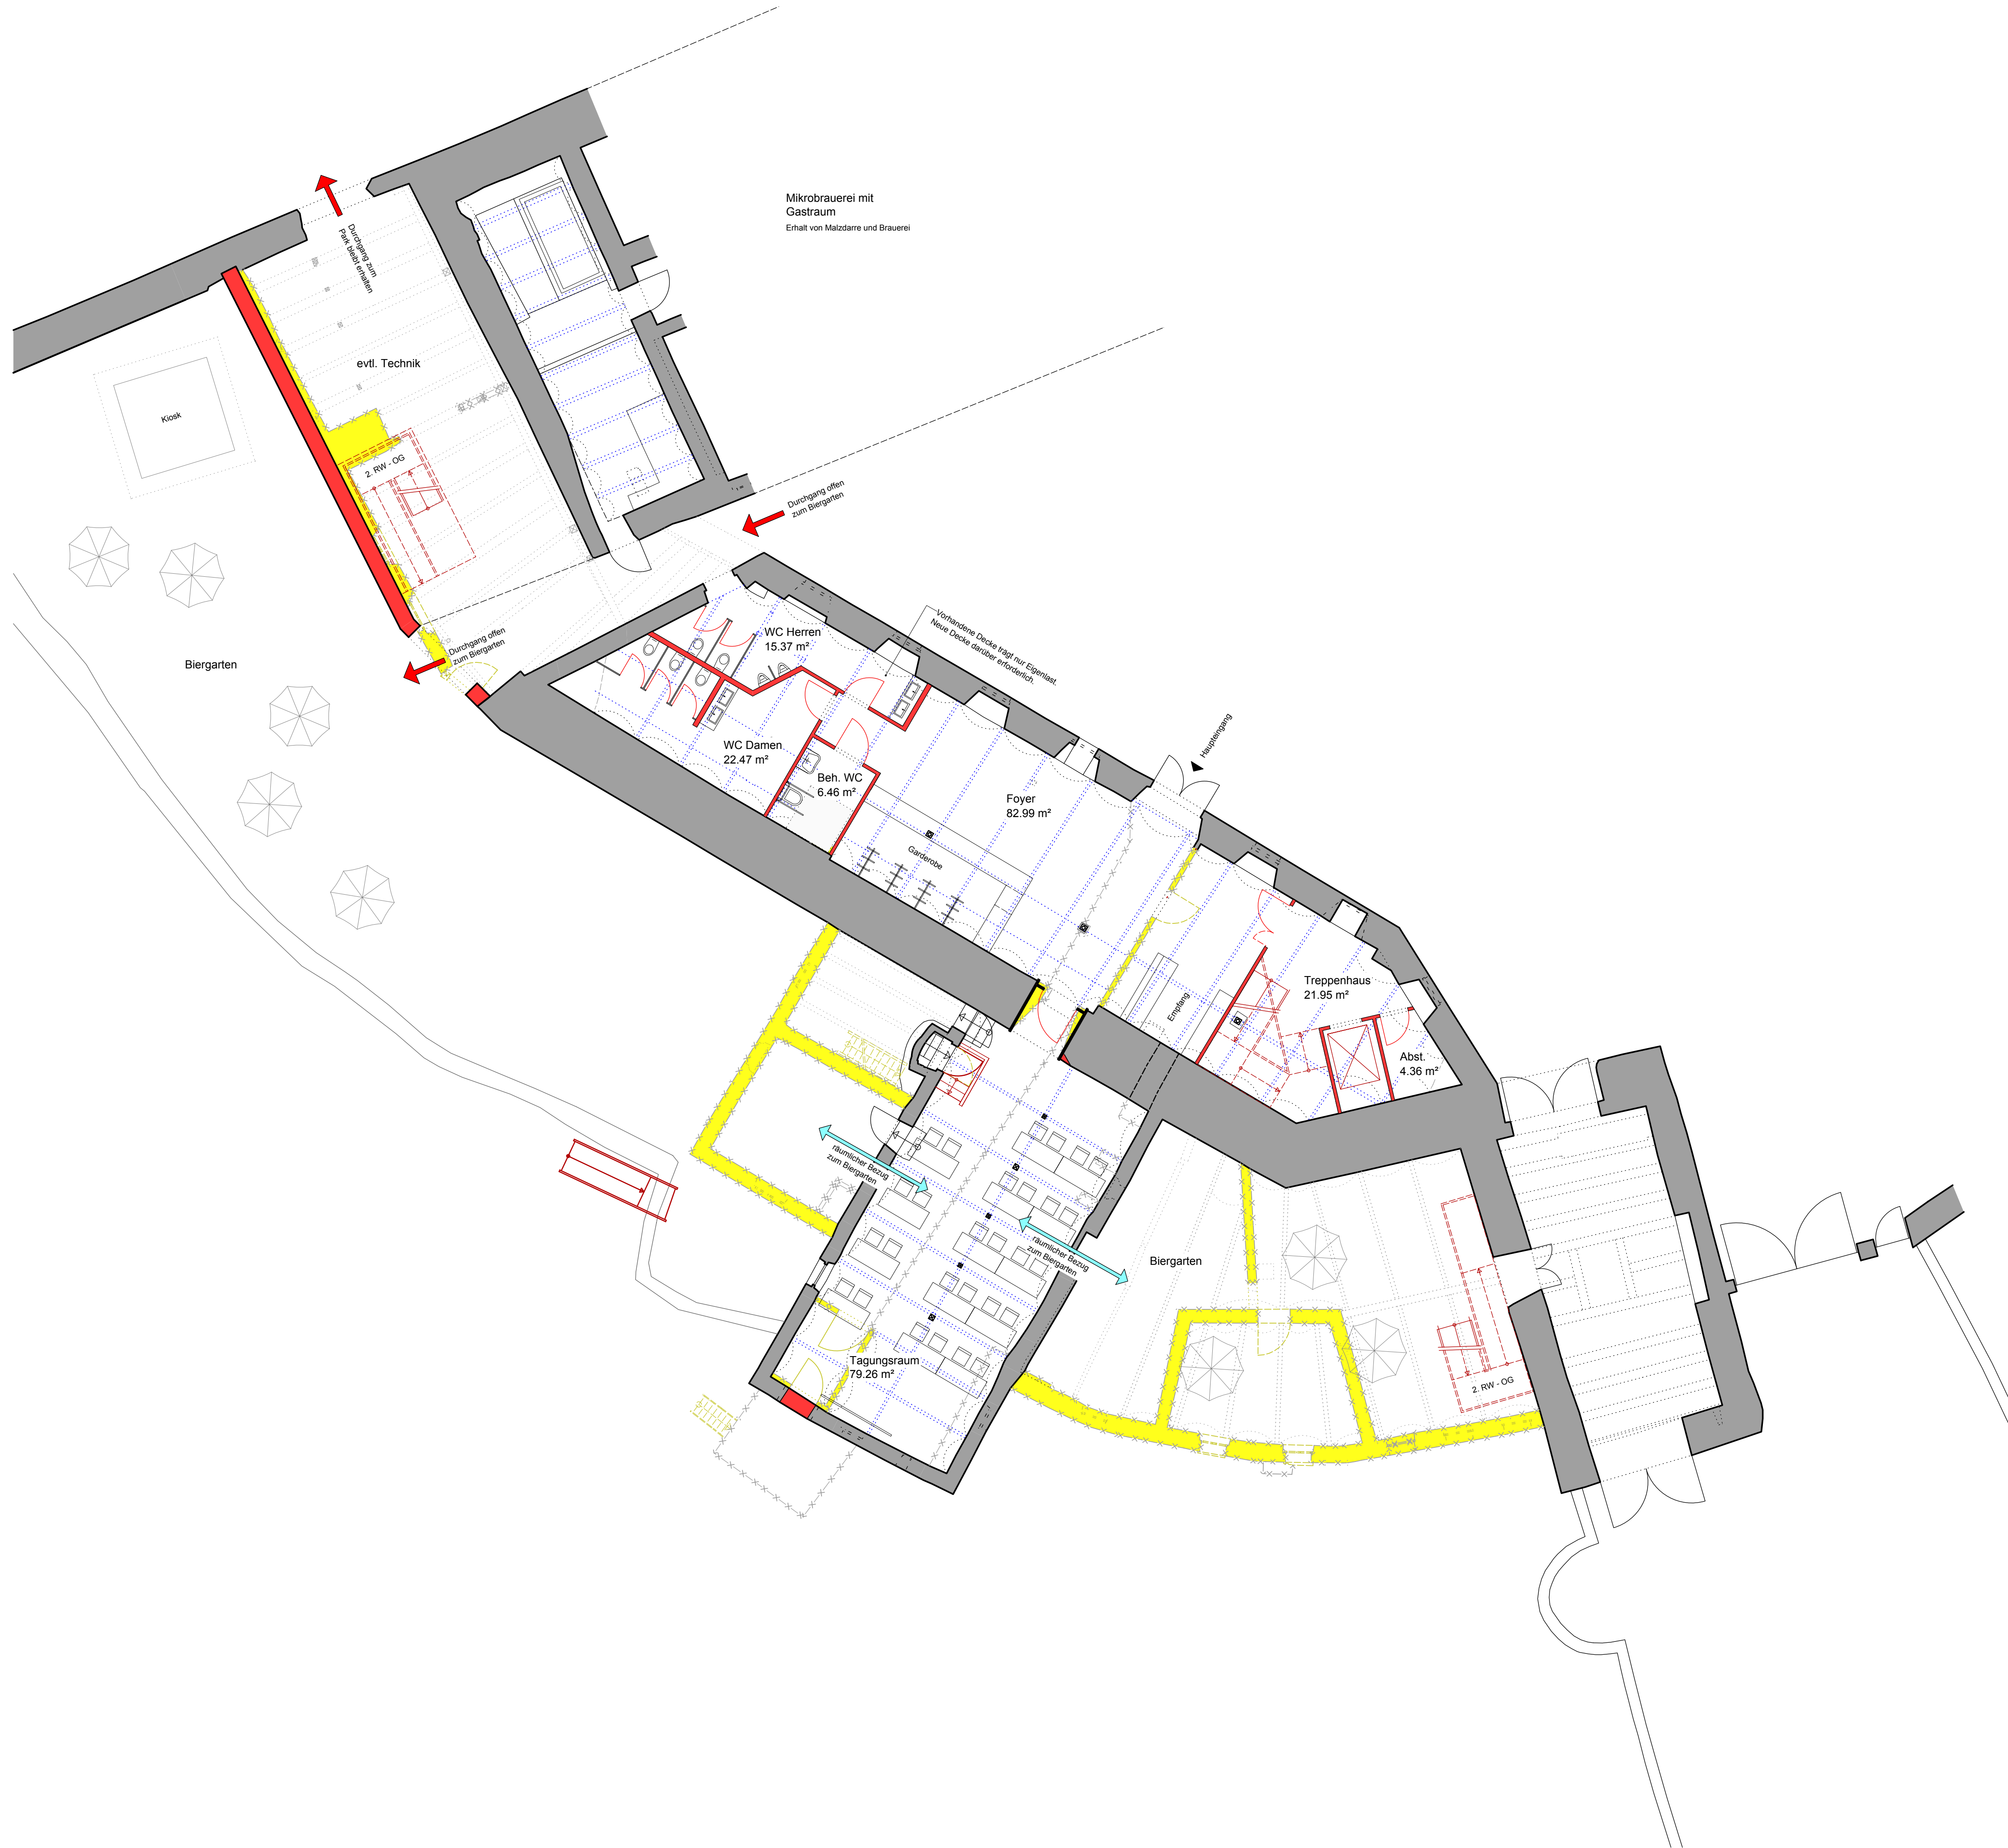 Mikrobrauerei mit
Gastraum
Erhalt von Malzdarre und Brauerei
Durchgang zum
Park bleibt erhalten
evtl. Technik
Kiosk
2. RW - OG
Durchgang offen
zum Biergarten
Durchgang offen
zum Biergarten
Biergarten
WC Herren
15.37 m²
Vorhandene Decke trägt nur Eigenlast.
Neue Decke darüber erforderlich.
Haupteingang
WC Damen
22.47 m²
Beh. WC
6.46 m²
Foyer
82.99 m²
Garderobe
Empfang
Treppenhaus
21.95 m²
Abst.
4.36 m²
räumlicher Bezug
zum Biergarten
räumlicher Bezug
zum Biergarten
Biergarten
Tagungsraum
79.26 m²
2. RW - OG